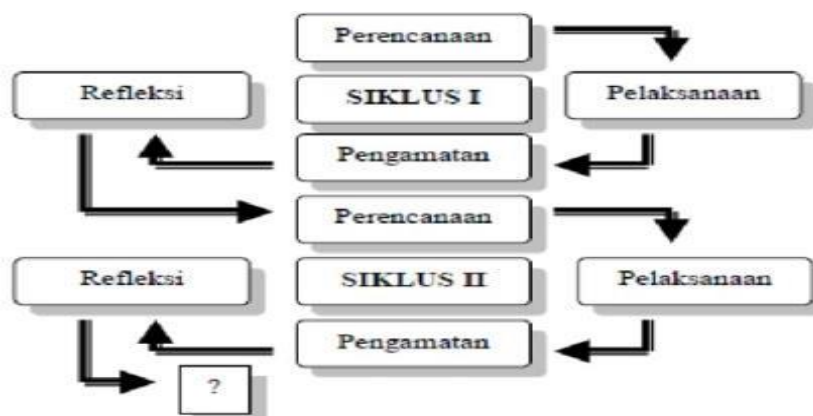 Perencanaan
Refleksi
SIKLUS I
Pelaksanaan
Pengamatan
Perencanaan
Refleksi
SIKLUS II
Pelaksanaan
Pengamatan
?